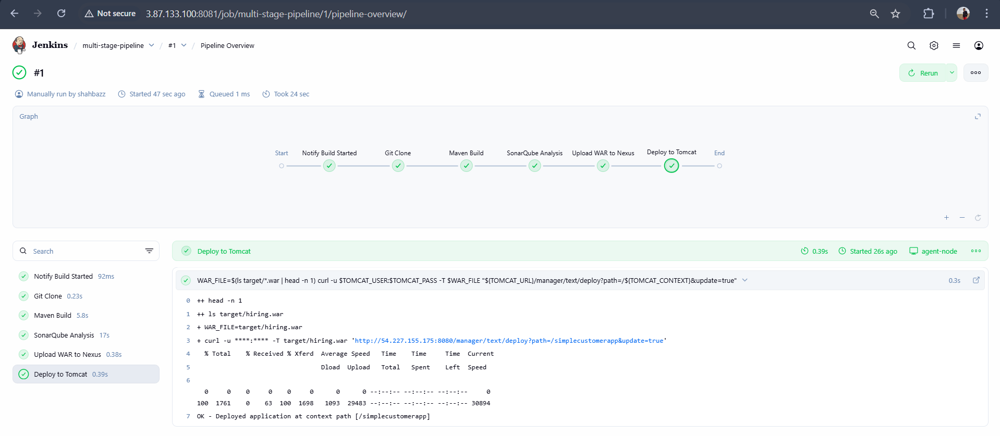 Not secure 3.87.133.100:8081/job/multi-stage-pipeline/1/pipeline-overview/
Jenkins / multi-stage-pipeline / #1 / Pipeline Overview
#1
Rerun
Manually run by shahbazz Started 47 sec ago Queued 1 ms Took 24 sec
Graph
Start Notify Build Started Git Clone Maven Build SonarQube Analysis Upload WAR to Nexus Deploy to Tomcat End
Search
Notify Build Started 92ms
Git Clone 0.23s
Maven Build 5.8s
SonarQube Analysis 17s
Upload WAR to Nexus 0.38s
Deploy to Tomcat 0.39s
Deploy to Tomcat 0.39s Started 26s ago agent-node
WAR_FILE=$(ls target/*.war | head -n 1) curl -u $TOMCAT_USER:$TOMCAT_PASS -T $WAR_FILE "${TOMCAT_URL}/manager/text/deploy?path=/${TOMCAT_CONTEXT}&update=true" 0.3s
0 ++ head -n 1
1 ++ ls target/hiring.war
2 + WAR_FILE=target/hiring.war
3 + curl -u ****:**** -T target/hiring.war 'http://54.227.155.175:8080/manager/text/deploy?path=/simplecustomerapp&update=true'
4 % Total % Received % Xferd Average Speed Time Time Time Current
5 Dload Upload Total Spent Left Speed
6
0 0 0 0 0 0 0 0 --:--:-- --:--:-- --:--:-- 0
100 1761 0 63 100 1698 1093 29483 --:--:-- --:--:-- --:--:-- 30894
7 OK - Deployed application at context path [/simplecustomerapp]